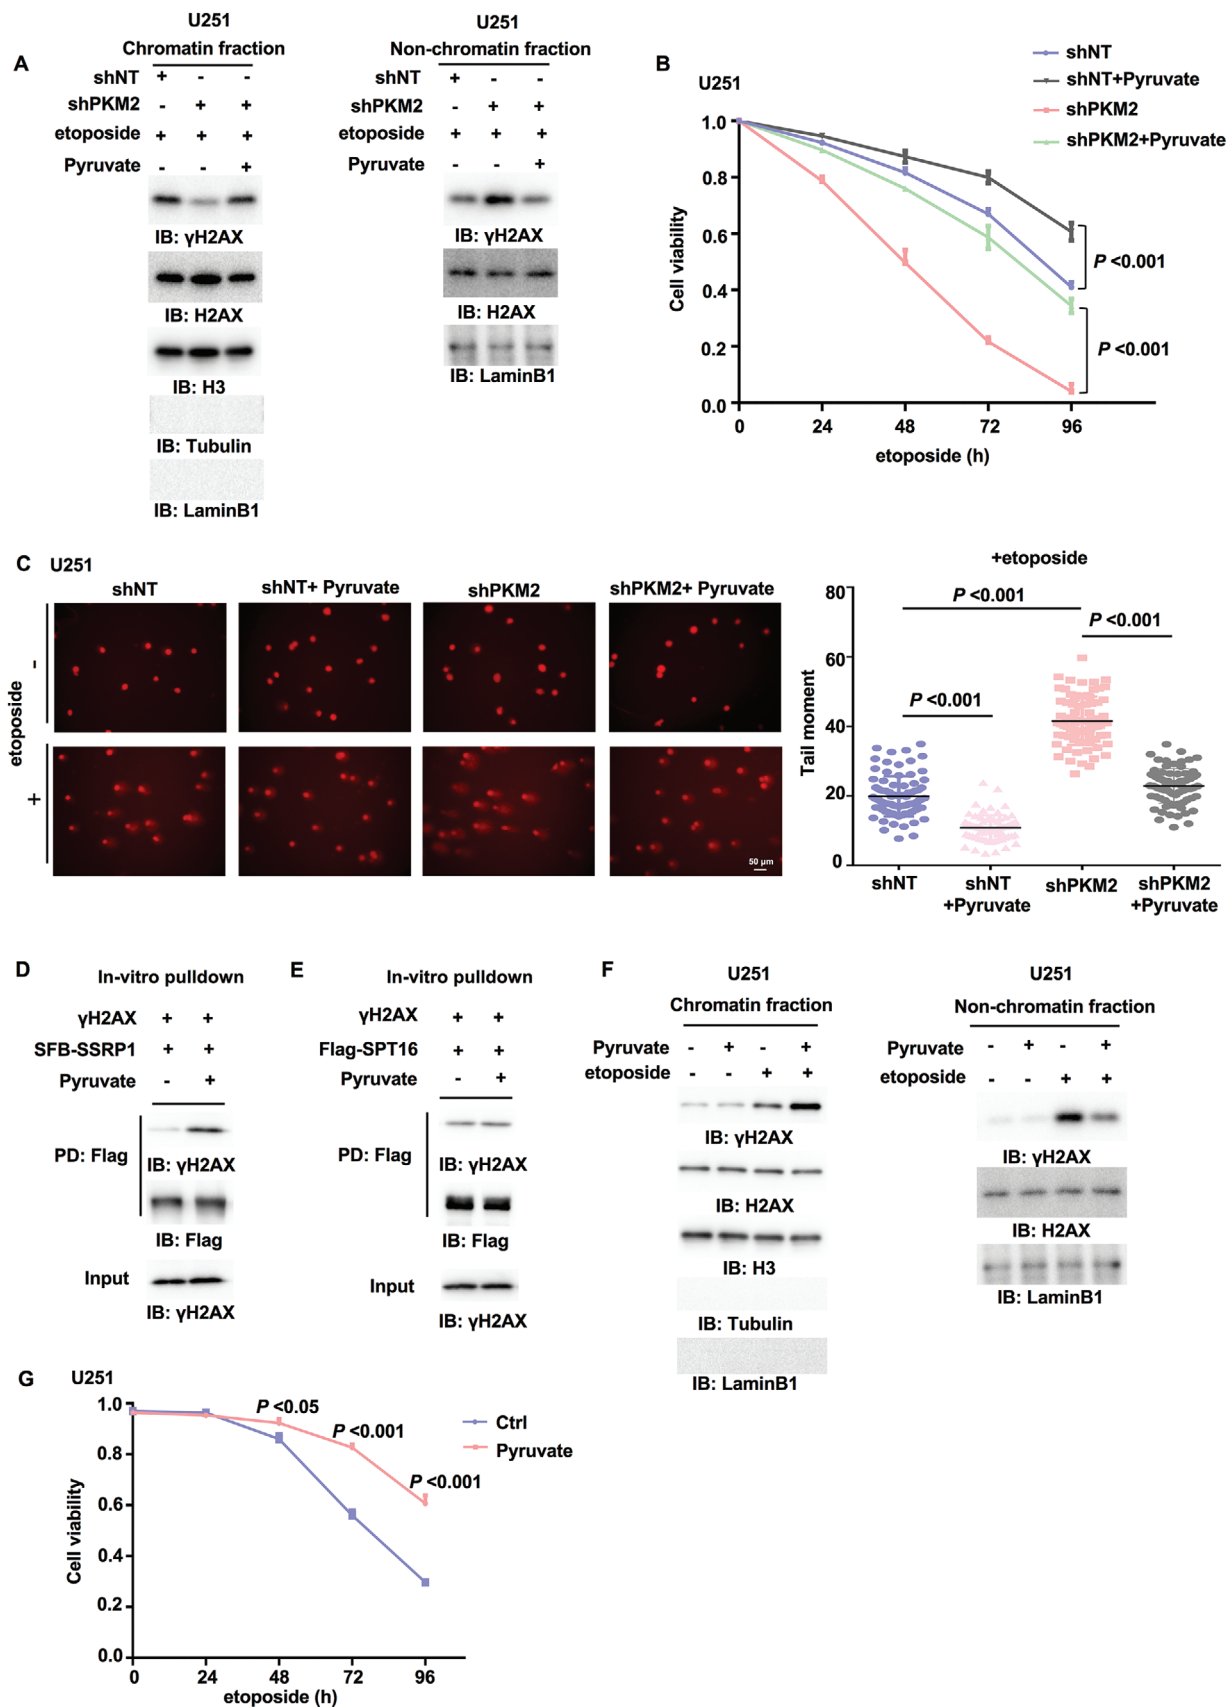 A
U251
Chromatin fraction
shNT + - -
shPKM2 - + +
etoposide + + +
Pyruvate - - +
IB: γH2AX
IB: H2AX
IB: H3
IB: Tubulin
IB: LaminB1
U251
Non-chromatin fraction
shNT + - -
shPKM2 - + +
etoposide + + +
Pyruvate - - +
IB: γH2AX
IB: H2AX
IB: LaminB1
B
U251
shNT
shNT+Pyruvate
shPKM2
shPKM2+Pyruvate
Cell viability
1.0
0.8
0.6
0.4
0.2
0.0
0 24 48 72 96
etoposide (h)
P <0.001
P <0.001
C
U251
shNT shNT+ Pyruvate shPKM2 shPKM2+ Pyruvate
etoposide
-
+
50 μm
+etoposide
Tail moment
80
60
40
20
0
P <0.001
P <0.001
P <0.001
shNT shNT +Pyruvate shPKM2 shPKM2 +Pyruvate
D
In-vitro pulldown
γH2AX + +
SFB-SSRP1 + +
Pyruvate - +
PD: Flag
IB: γH2AX
IB: Flag
Input
IB: γH2AX
E
In-vitro pulldown
γH2AX + +
Flag-SPT16 + +
Pyruvate - +
PD: Flag
IB: γH2AX
IB: Flag
Input
IB: γH2AX
F
U251
Chromatin fraction
Pyruvate - + - +
etoposide - - + +
IB: γH2AX
IB: H2AX
IB: H3
IB: Tubulin
IB: LaminB1
U251
Non-chromatin fraction
Pyruvate - + - +
etoposide - - + +
IB: γH2AX
IB: H2AX
IB: LaminB1
G
U251
Cell viability
1.0
0.8
0.6
0.4
0.2
0.0
0 24 48 72 96
etoposide (h)
P <0.05
P <0.001
P <0.001
Ctrl
Pyruvate